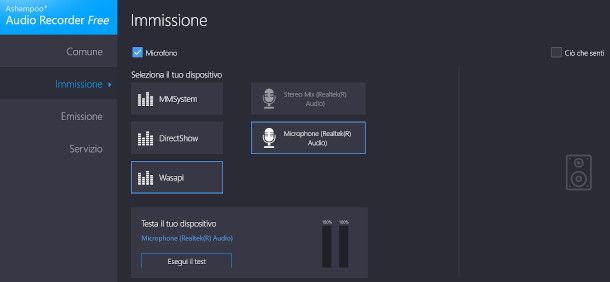 Ashampoo®
Audio Recorder Free
Immissione
Comune
Immissione
Emissione
Servizio
Microfono
Ciò che senti
Seleziona il tuo dispositivo
MMSystem
DirectShow
Wasapi
Stereo Mix (Realtek(R)
Audio)
Microphone (Realtek(R)
Audio)
Testa il tuo dispositivo
Microphone (Realtek(R) Audio)
Esegui il test
100% 100%